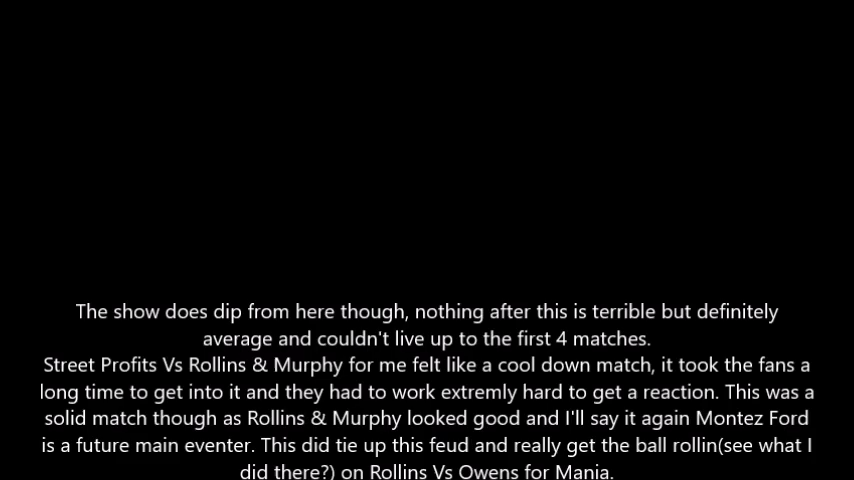 The show does dip from here though, nothing after this is terrible but definitely
average and couldn't live up to the first 4 matches.
Street Profits Vs Rollins & Murphy for me felt like a cool down match, it took the fans a
long time to get into it and they had to work extremly hard to get a reaction. This was a
solid match though as Rollins & Murphy looked good and I'll say it again Montez Ford
is a future main eventer. This did tie up this feud and really get the ball rollin(see what I
did there?) on Rollins Vs Owens for Mania.